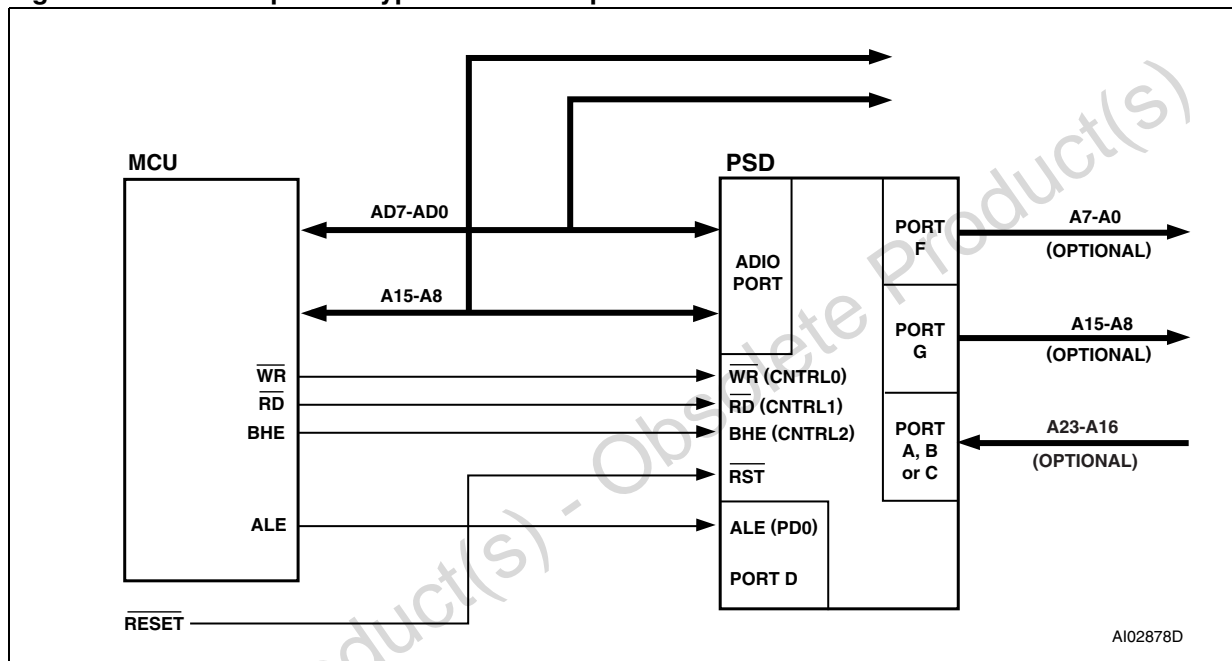 MCU
PSD
AD7-AD0
A15-A8
ADIO
PORT
PORT
F
A7-A0
(OPTIONAL)
PORT
G
A15-A8
(OPTIONAL)
PORT
A, B
or C
A23-A16
(OPTIONAL)
WR
RD
BHE
ALE
WR (CNTRL0)
RD (CNTRL1)
BHE (CNTRL2)
RST
ALE (PD0)
PORT D
RESET
AI02878D
duct(s) - Obsolete Product(s)